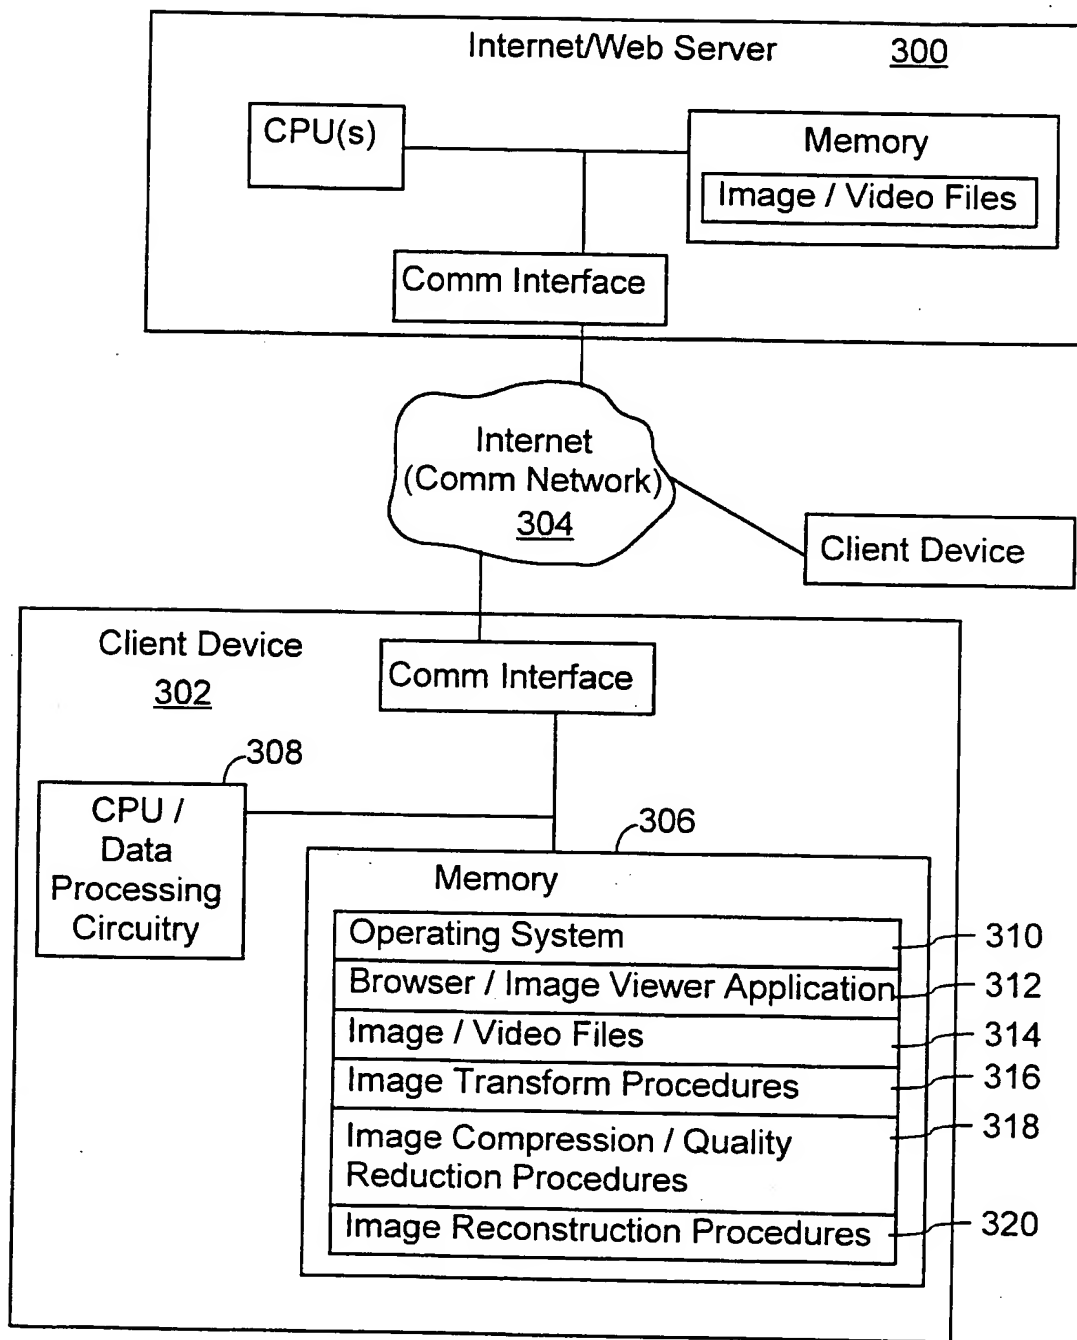 Internet/Web Server 300
CPU(s)
Memory
Image / Video Files
Comm Interface
Internet
(Comm Network)
304
Client Device
Client Device
302
Comm Interface
308
CPU /
Data
Processing
Circuitry
306
Memory
Operating System 310
Browser / Image Viewer Application 312
Image / Video Files 314
Image Transform Procedures 316
Image Compression / Quality 318
Reduction Procedures
Image Reconstruction Procedures 320